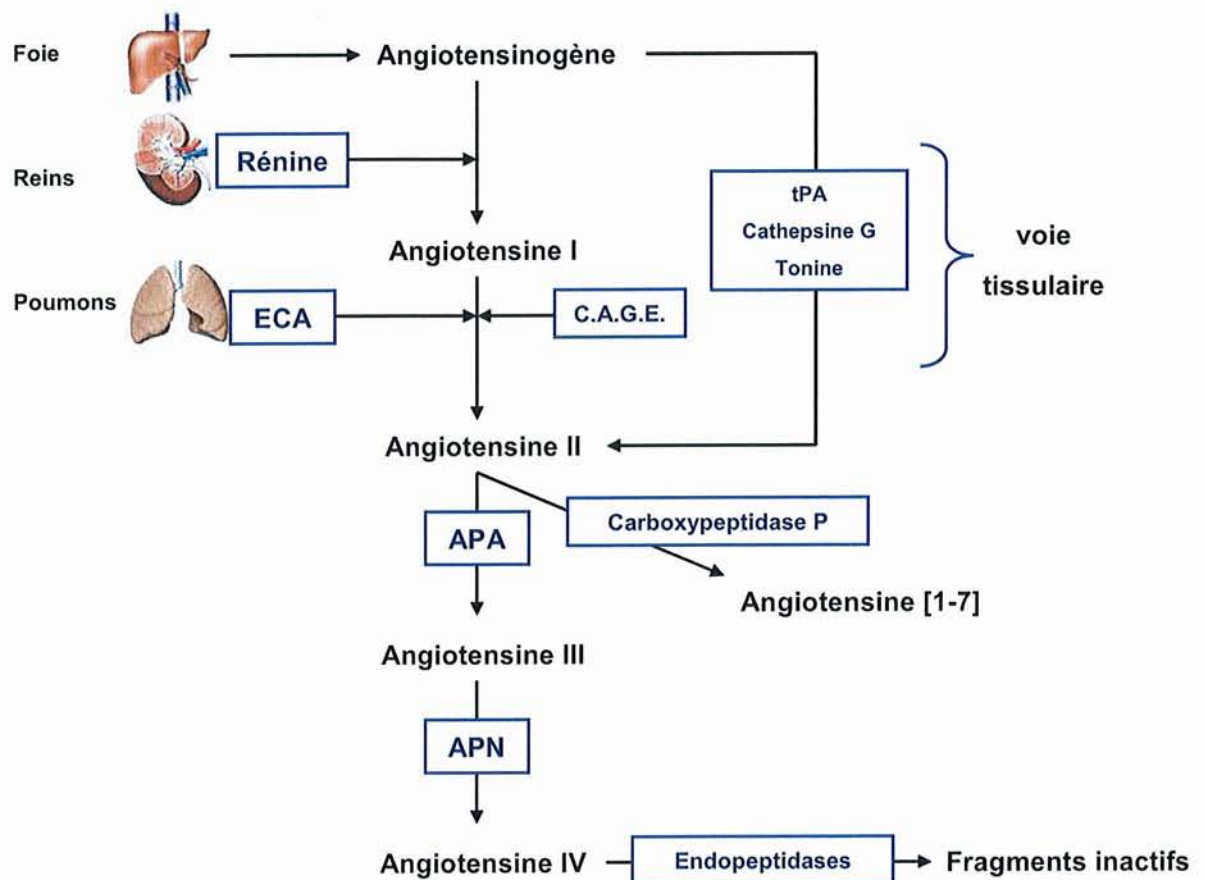 Foie
Angiotensinogène
Rénine
Reins
tPA
Cathepsine G
Tonine
voie
tissulaire
Angiotensine I
Poumons
ECA
C.A.G.E.
Angiotensine II
Carboxypeptidase P
APA
Angiotensine [1-7]
Angiotensine III
APN
Angiotensine IV
Endopeptidases
Fragments inactifs